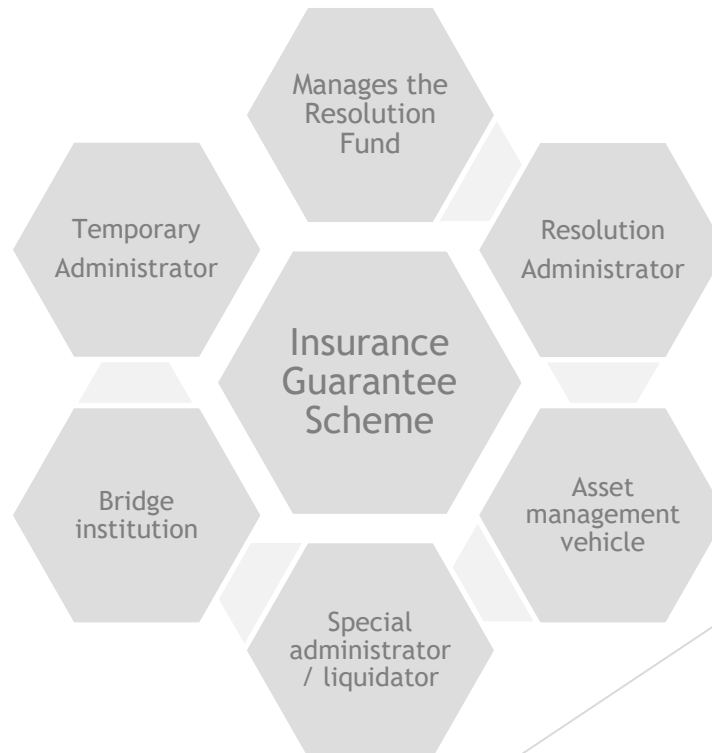 Manages the
Resolution
Fund
Temporary
Administrator
Resolution
Administrator
Insurance
Guarantee
Scheme
Bridge
institution
Asset
management
vehicle
Special
administrator
/ liquidator